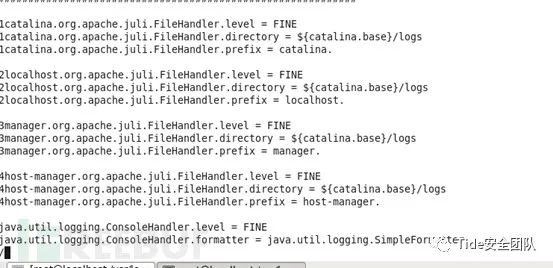 1catalina.org.apache.juli.FileHandler.level = FINE
1catalina.org.apache.juli.FileHandler.directory = ${catalina.base}/logs
1catalina.org.apache.juli.FileHandler.prefix = catalina.
2localhost.org.apache.juli.FileHandler.level = FINE
2localhost.org.apache.juli.FileHandler.directory = ${catalina.base}/logs
2localhost.org.apache.juli.FileHandler.prefix = localhost.
3manager.org.apache.juli.FileHandler.level = FINE
3manager.org.apache.juli.FileHandler.directory = ${catalina.base}/logs
3manager.org.apache.juli.FileHandler.prefix = manager.
4host-manager.org.apache.juli.FileHandler.level = FINE
4host-manager.org.apache.juli.FileHandler.directory = ${catalina.base}/logs
4host-manager.org.apache.juli.FileHandler.prefix = host-manager.
java.util.logging.ConsoleHandler.level = FINE
java.util.logging.ConsoleHandler.formatter = java.util.logging.SimpleFormatter
/
Tide安全团队